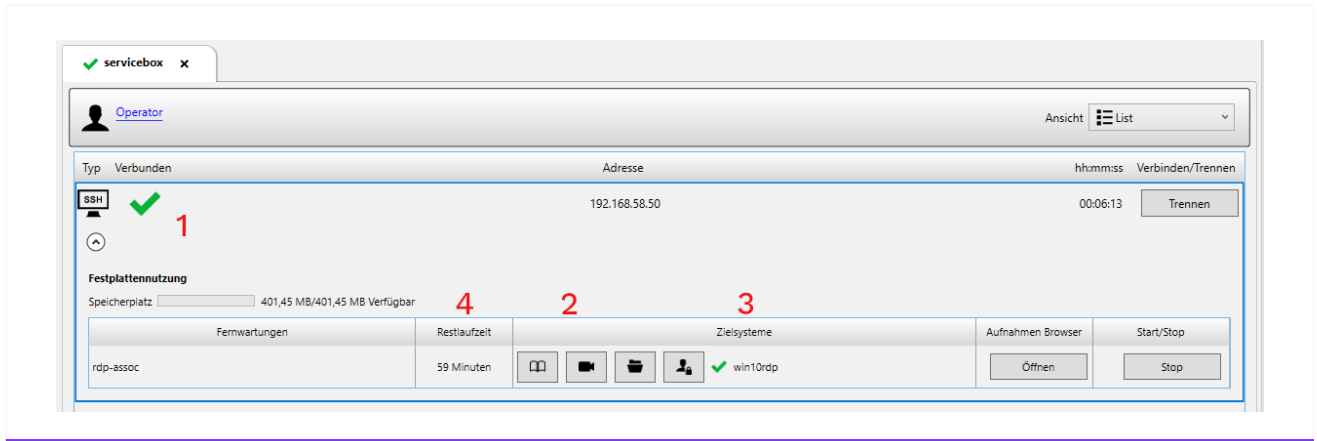 servicebox x
Operator
Ansicht List
Typ Verbunden Adresse hh:mm:ss Verbinden/Trennen
SSH 192.168.58.50 00:06:13 Trennen
1
Festplattennutzung
Speicherplatz 401,45 MB/401,45 MB Verfügbar
4 2 3
Fernwartungen Restlaufzeit Zielsysteme Aufnahmen Browser Start/Stop
rdp-assoc 59 Minuten win10rdp Öffnen Stop